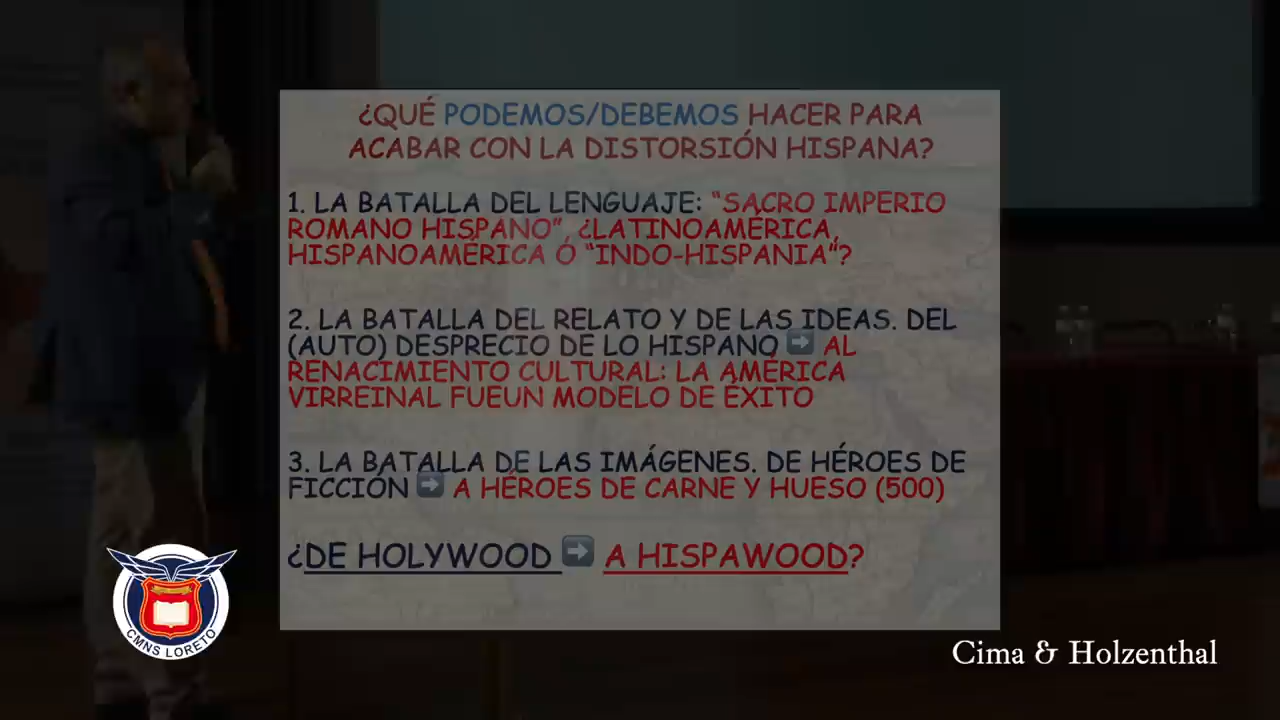 ¿QUÉ PODEMOS/DEBEMOS HACER PARA
ACABAR CON LA DISTORSIÓN HISPANA?
1. LA BATALLA DEL LENGUAJE: “SACRO IMPERIO
ROMANO HISPANO”, ¿LATINOAMÉRICA,
HISPANOAMÉRICA Ó “INDO-HISPANIA”?
2. LA BATALLA DEL RELATO Y DE LAS IDEAS. DEL
(AUTO) DESPRECIO DE LO HISPANO ➡ AL
RENACIMIENTO CULTURAL: LA AMÉRICA
VIRREINAL FUEUN MODELO DE ÉXITO
3. LA BATALLA DE LAS IMÁGENES. DE HÉROES DE
FICCIÓN ➡ A HÉROES DE CARNE Y HUESO (500)
¿DE HOLYWOOD ➡ A HISPAWOOD?
CMNS LORETO
Cima & Holzenthal